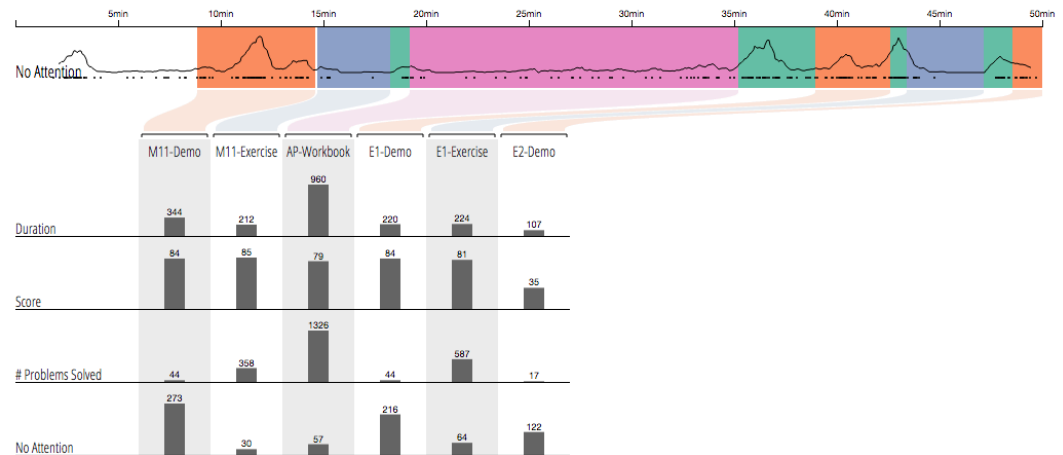 5min 10min 15min 20min 25min 30min 35min 40min 45min 50min
No Attention
M11-Demo M11-Exercise AP-Workbook E1-Demo E1-Exercise E2-Demo
960
344 212 220 224 107
Duration
84 85 79 84 81 35
Score
1326
44 358 44 587 17
# Problems Solved
273 30 57 216 64 122
No Attention